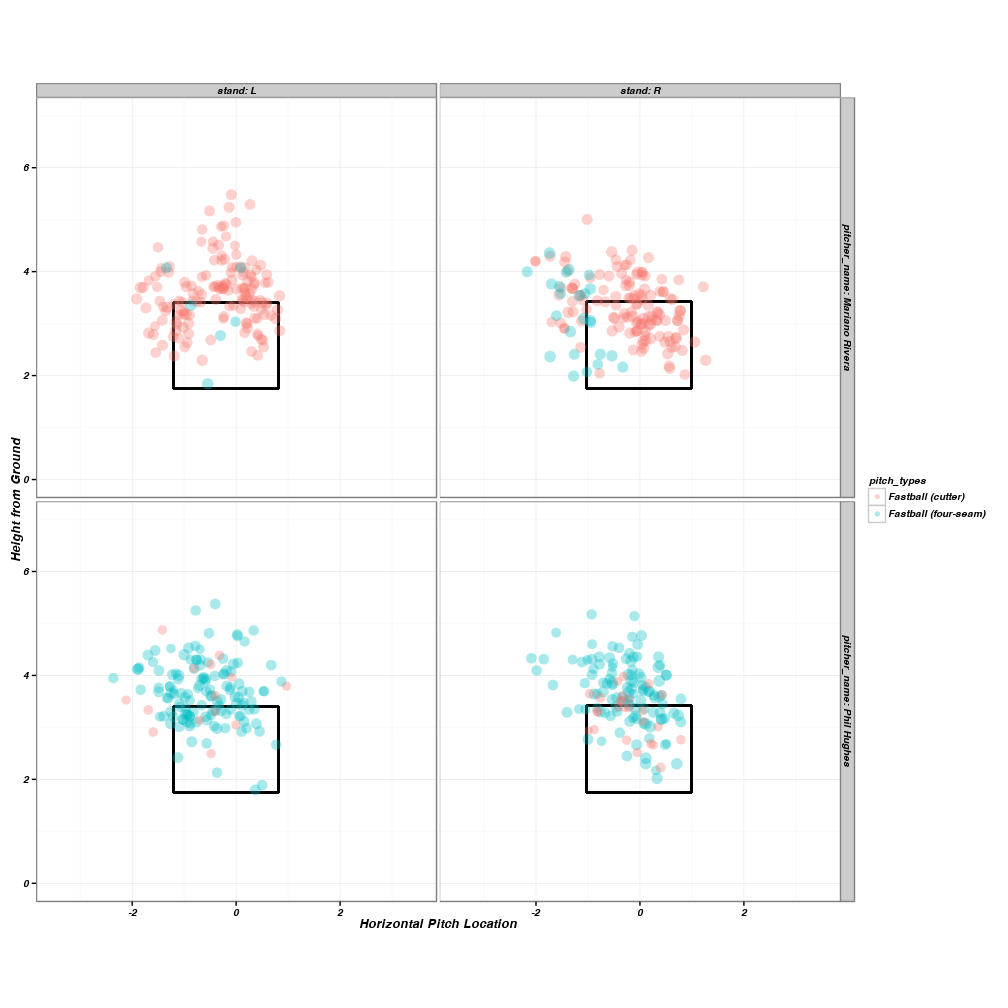 stand: L
stand: R
6
4
2
0
pitcher_name: Mariano Rivera
Height from Ground
pitch_types
Fastball (cutter)
Fastball (four-seam)
6
4
2
0
pitcher_name: Phil Hughes
-2
0
2
-2
0
2
Horizontal Pitch Location